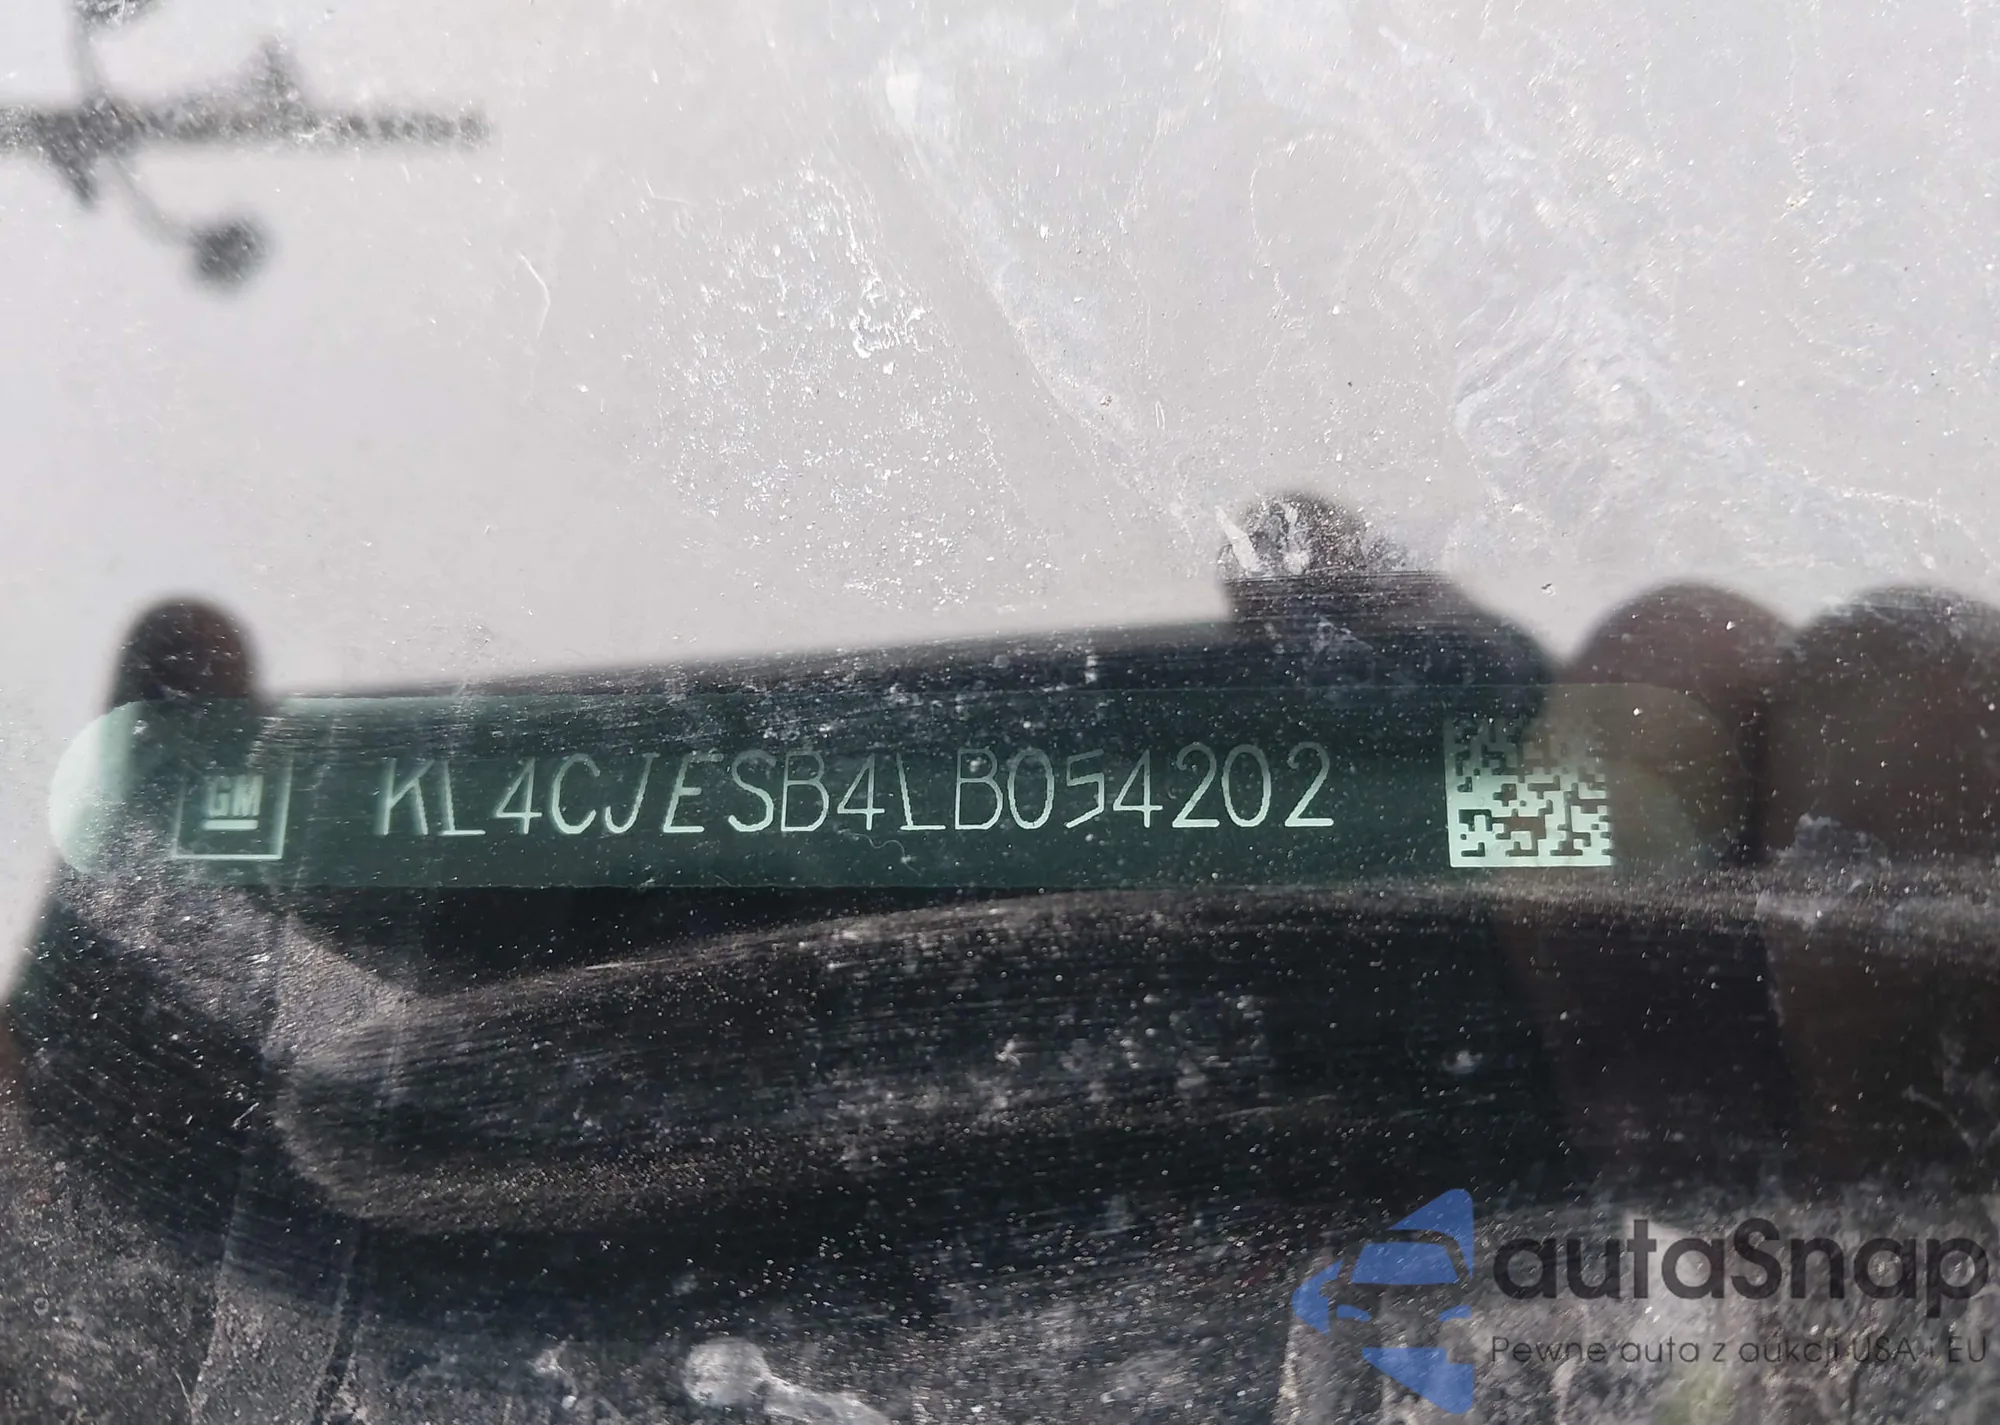 GM KL4CJESB4LB054202
autaSnap
Pewne auta z aukcji USA i EU